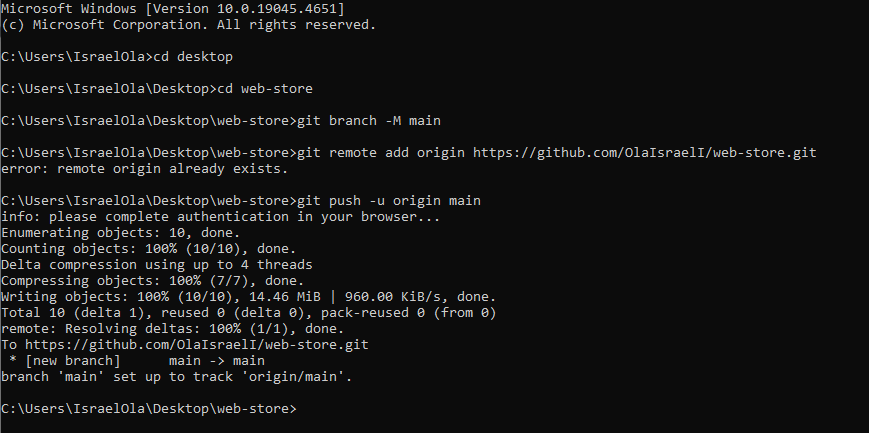 Microsoft Windows [Version 10.0.19045.4651]
(c) Microsoft Corporation. All rights reserved.
C:\Users\IsraelOla>cd desktop
C:\Users\IsraelOla\Desktop>cd web-store
C:\Users\IsraelOla\Desktop\web-store>git branch -M main
C:\Users\IsraelOla\Desktop\web-store>git remote add origin https://github.com/OlaIsraelI/web-store.git
error: remote origin already exists.
C:\Users\IsraelOla\Desktop\web-store>git push -u origin main
info: please complete authentication in your browser...
Enumerating objects: 10, done.
Counting objects: 100% (10/10), done.
Delta compression using up to 4 threads
Compressing objects: 100% (7/7), done.
Writing objects: 100% (10/10), 14.46 MiB | 960.00 KiB/s, done.
Total 10 (delta 1), reused 0 (delta 0), pack-reused 0 (from 0)
remote: Resolving deltas: 100% (1/1), done.
To https://github.com/OlaIsraelI/web-store.git
 * [new branch]      main -> main
branch 'main' set up to track 'origin/main'.
C:\Users\IsraelOla\Desktop\web-store>